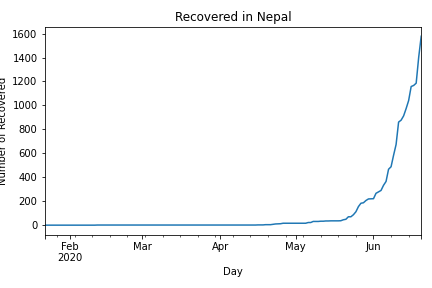 Recovered in Nepal
1600
1400
1200
1000
800
600
400
200
0
Number of Recovered
Feb
2020
Mar
Apr
May
Jun
Day